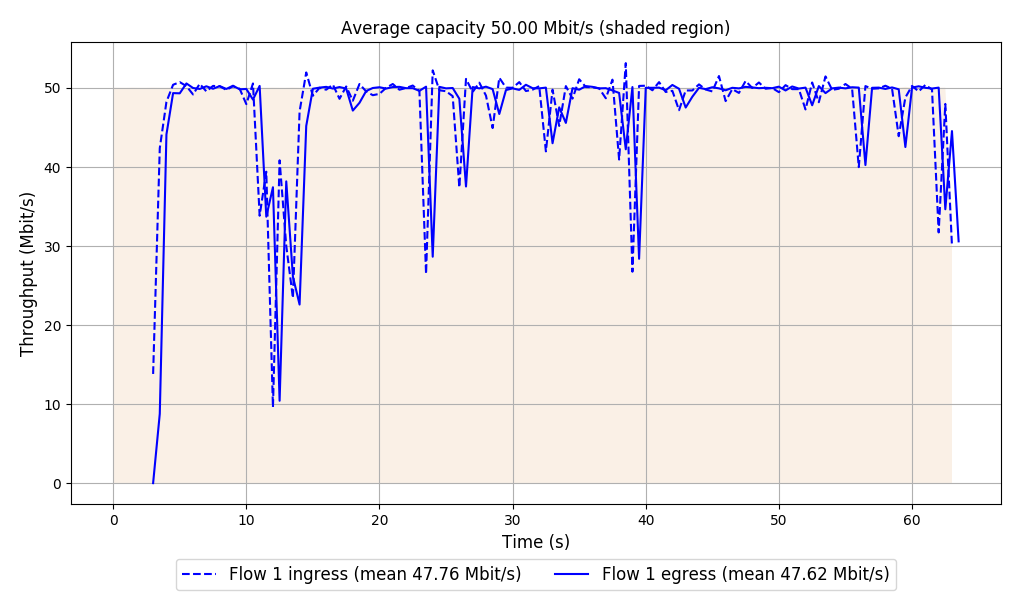 Average capacity 50.00 Mbit/s (shaded region)
Throughput (Mbit/s)
50
40
30
20
10
0
0 10 20 30 40 50 60
Time (s)
Flow 1 ingress (mean 47.76 Mbit/s) Flow 1 egress (mean 47.62 Mbit/s)